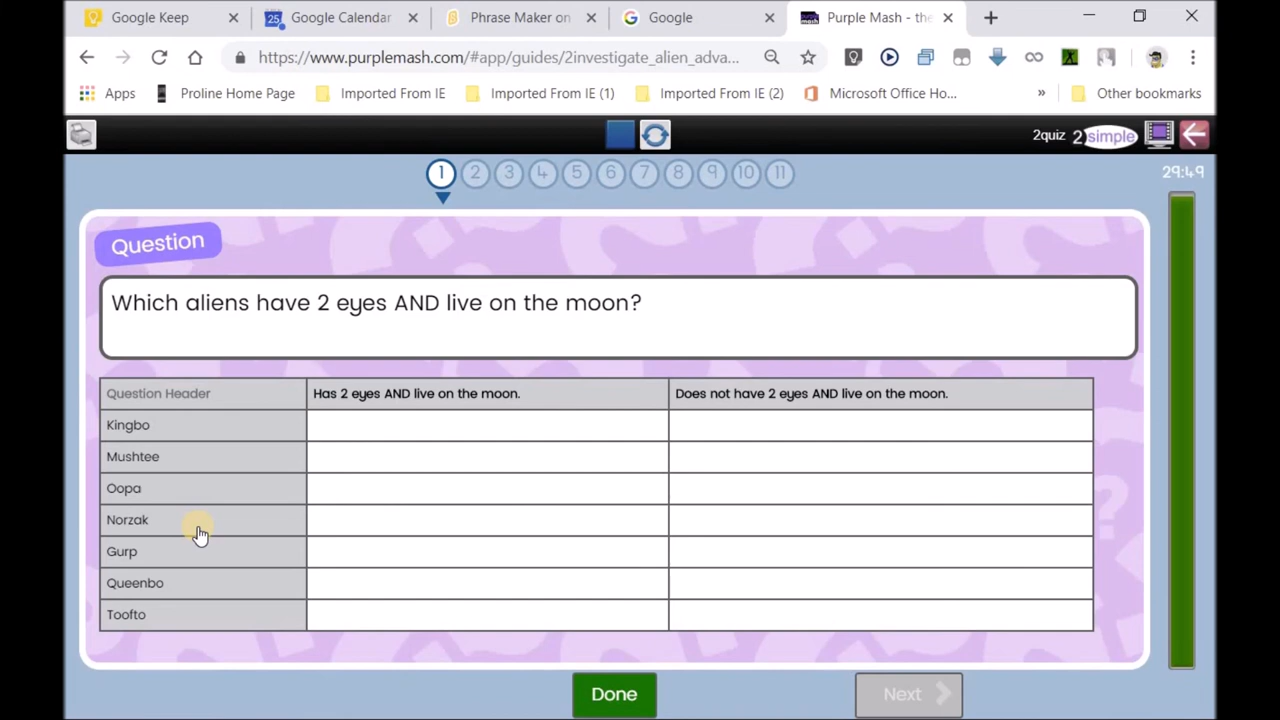 Google Keep
Google Calendar
Phrase Maker on
Google
Purple Mash - the
https://www.purplemash.com/#app/guides/2investigate_alien_adva...
Apps
Proline Home Page
Imported From IE
Imported From IE (1)
Imported From IE (2)
Microsoft Office Ho...
»
Other bookmarks
2quiz 2simple
1 2 3 4 5 6 7 8 9 10 11
29:49
Question
Which aliens have 2 eyes AND live on the moon?
Question Header Has 2 eyes AND live on the moon. Does not have 2 eyes AND live on the moon.
Kingbo
Mushtee
Oopa
Norzak
Gurp
Queenbo
Toofto
Done
Next